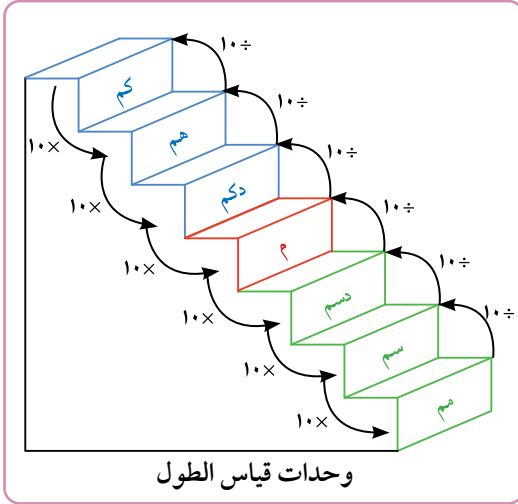 ١٠÷
كم
١٠÷
١٠×
هم
١٠÷
١٠×
دكم
١٠÷
١٠×
م
١٠÷
١٠×
دسم
١٠÷
١٠×
سم
١٠×
مم
وحدات قياس الطول